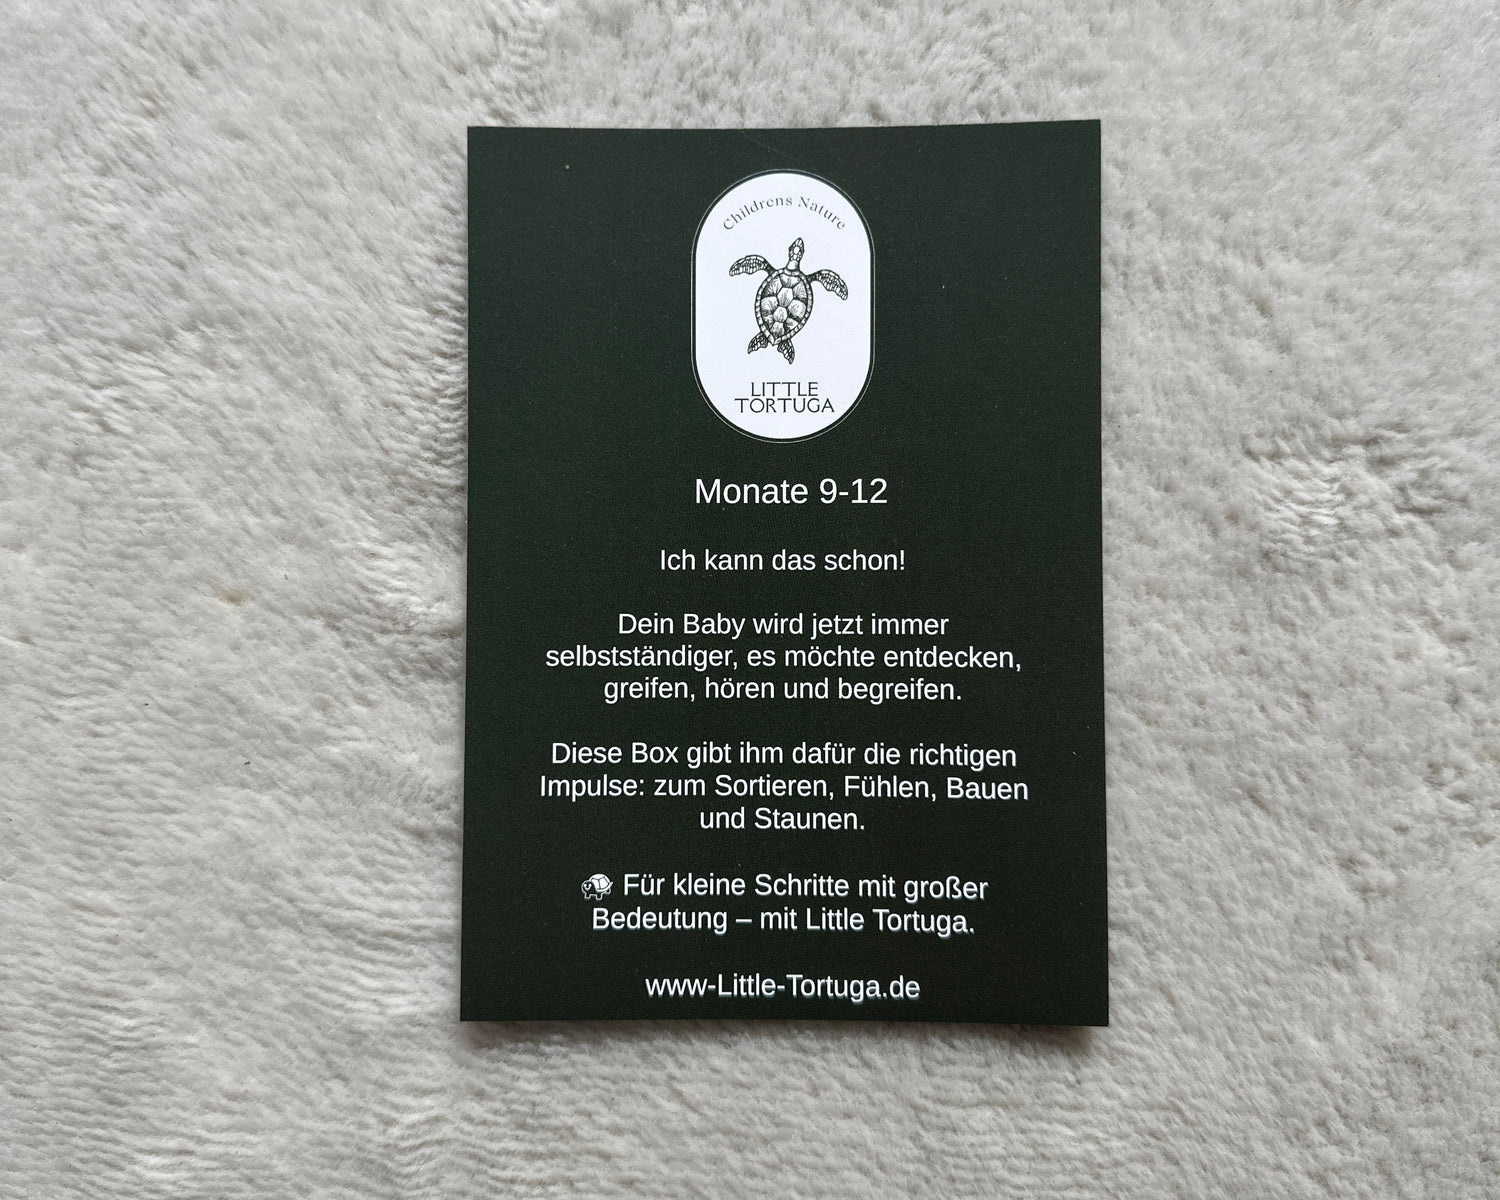 Childrens Nature
LITTLE
TORTUGA
Monate 9-12
Ich kann das schon!
Dein Baby wird jetzt immer
selbstständiger, es möchte entdecken,
greifen, hören und begreifen.
Diese Box gibt ihm dafür die richtigen
Impulse: zum Sortieren, Fühlen, Bauen
und Staunen.
🐢 Für kleine Schritte mit großer
Bedeutung – mit Little Tortuga.
www-Little-Tortuga.de